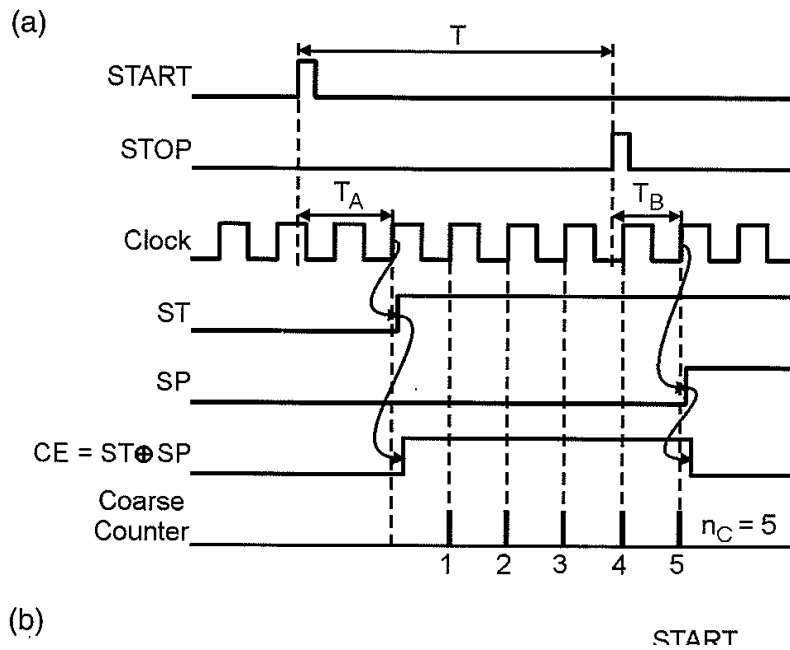 (a)
T
START
STOP
T_A
T_B
Clock
ST
SP
CE = ST⊕SP
Coarse
Counter
n_C = 5
1 2 3 4 5
(b)
START